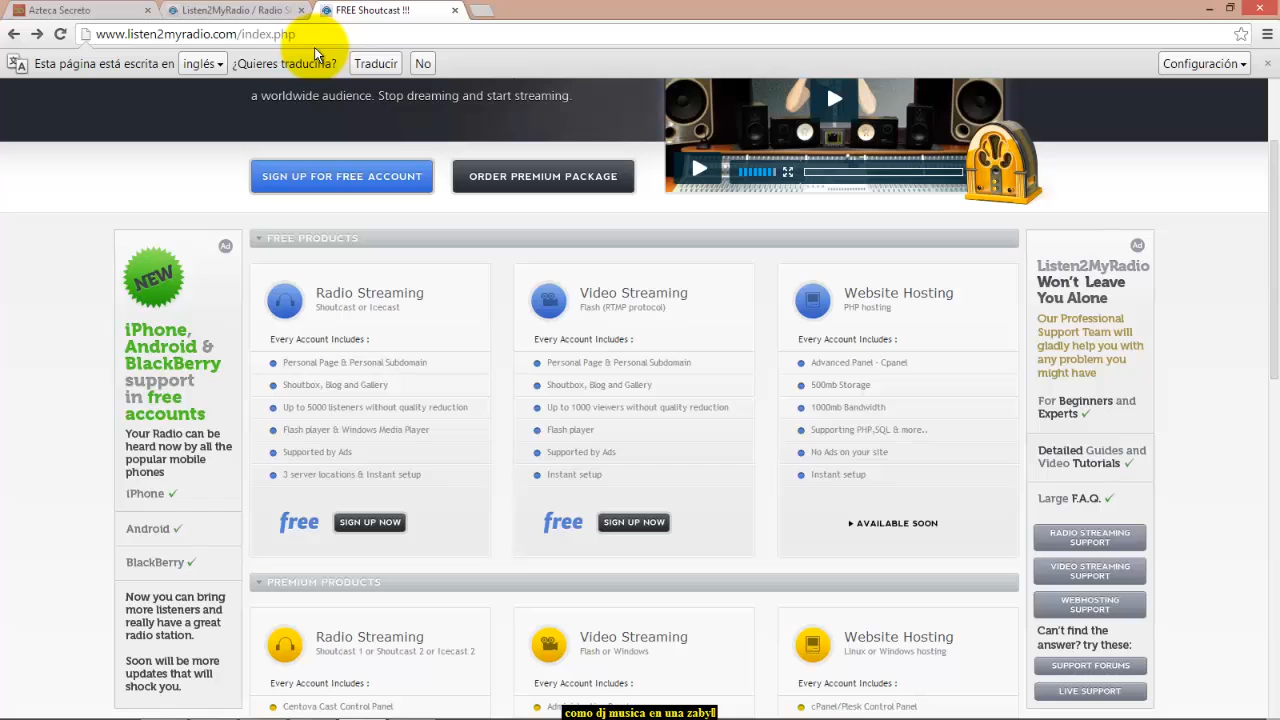 Azteca Secreto
Listen2MyRadio / Radio S
FREE Shoutcast !!!
www.listen2myradio.com/index.php
Esta página está escrita en inglés ¿Quieres traducirla? Traducir No Configuración
a worldwide audience. Stop dreaming and start streaming.
SIGN UP FOR FREE ACCOUNT
ORDER PREMIUM PACKAGE
Ad
NEW
iPhone,
Android &
BlackBerry
support
in free
accounts
Your Radio can be
heard now by all the
popular mobile
phones
iPhone ✓
Android ✓
BlackBerry ✓
Now you can bring
more listeners and
really have a great
radio station.
Soon will be more
updates that will
shock you.
FREE PRODUCTS
Radio Streaming
Shoutcast or Icecast
Every Account Includes :
Personal Page & Personal Subdomain
Shoutbox, Blog and Gallery
Up to 5000 listeners without quality reduction
Flash player & Windows Media Player
Supported by Ads
3 server locations & Instant setup
free SIGN UP NOW
Video Streaming
Flash (RTMP protocol)
Every Account Includes :
Personal Page & Personal Subdomain
Shoutbox, Blog and Gallery
Up to 1000 viewers without quality reduction
Flash player
Supported by Ads
Instant setup
free SIGN UP NOW
Website Hosting
PHP hosting
Every Account Includes :
Advanced Panel - Cpanel
500mb Storage
1000mb Bandwidth
Supporting PHP,SQL & more..
No Ads on your site
Instant setup
AVAILABLE SOON
PREMIUM PRODUCTS
Radio Streaming
Shoutcast 1 or Shoutcast 2 or Icecast 2
Every Account Includes :
Centova Cast Control Panel
Video Streaming
Flash or Windows
Every Account Includes :
Website Hosting
Linux or Windows hosting
Every Account Includes :
cPanel/Plesk Control Panel
Ad
Listen2MyRadio
Won't Leave
You Alone
Our Professional
Support Team will
gladly help you with
any problem you
might have
For Beginners and
Experts ✓
Detailed Guides and
Video Tutorials ✓
Large F.A.Q. ✓
RADIO STREAMING
SUPPORT
VIDEO STREAMING
SUPPORT
WEBHOSTING
SUPPORT
Can't find the
answer? try these:
SUPPORT FORUMS
LIVE SUPPORT
como dj musica en una zaby